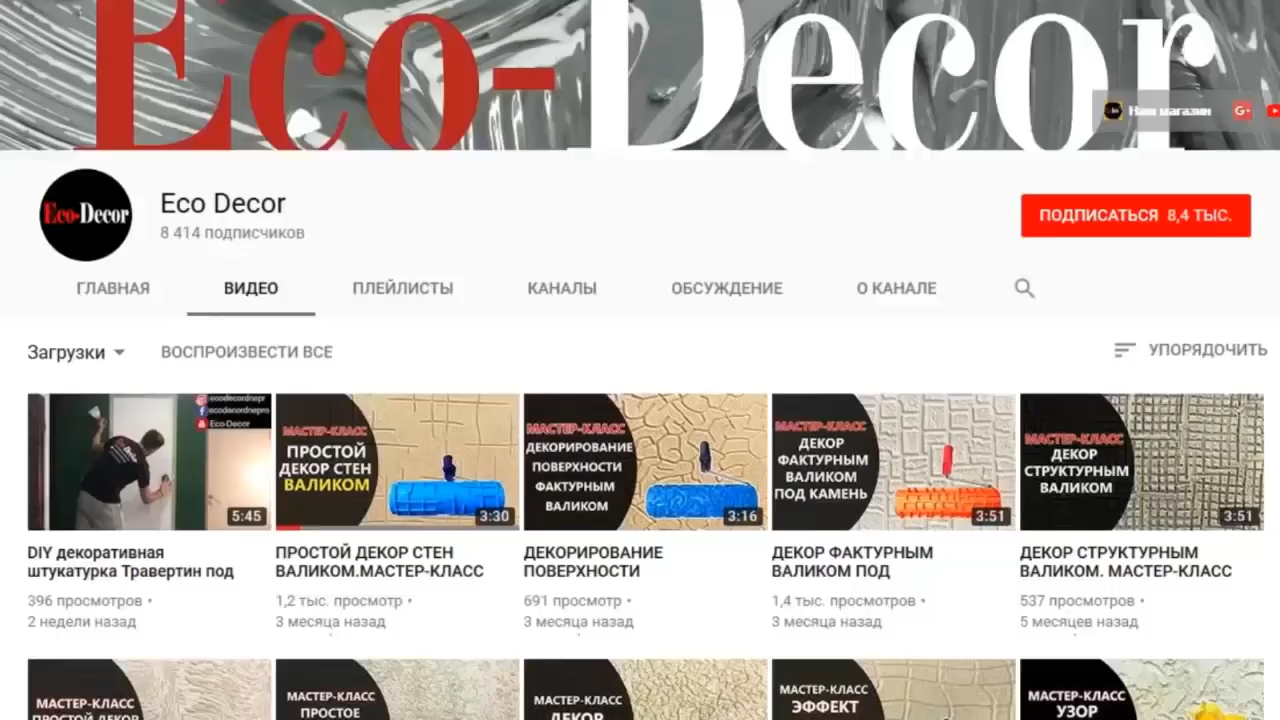 Eco-Decor
Наш магазин
Eco-Decor
Eco Decor
8 414 подписчиков
ПОДПИСАТЬСЯ 8,4 ТЫС.
ГЛАВНАЯ
ВИДЕО
ПЛЕЙЛИСТЫ
КАНАЛЫ
ОБСУЖДЕНИЕ
О КАНАЛЕ
Загрузки
ВОСПРОИЗВЕСТИ ВСЕ
УПОРЯДОЧИТЬ
ecodecordnepr
ecodecordnepro
Eco-Decor
5:45
МАСТЕР-КЛАСС
ПРОСТОЙ
ДЕКОР СТЕН
ВАЛИКОМ
3:30
МАСТЕР-КЛАСС
ДЕКОРИРОВАНИЕ
ПОВЕРХНОСТИ
ФАКТУРНЫМ
ВАЛИКОМ
3:16
МАСТЕР-КЛАСС
ДЕКОР
ФАКТУРНЫМ
ВАЛИКОМ
ПОД КАМЕНЬ
3:51
МАСТЕР-КЛАСС
ДЕКОР
СТРУКТУРНЫМ
ВАЛИКОМ
3:51
DIY декоративная
штукатурка Травертин под
396 просмотров •
2 недели назад
ПРОСТОЙ ДЕКОР СТЕН
ВАЛИКОМ.МАСТЕР-КЛАСС
1,2 тыс. просмотр •
3 месяца назад
ДЕКОРИРОВАНИЕ
ПОВЕРХНОСТИ
691 просмотр •
3 месяца назад
ДЕКОР ФАКТУРНЫМ
ВАЛИКОМ ПОД
1,4 тыс. просмотров •
3 месяца назад
ДЕКОР СТРУКТУРНЫМ
ВАЛИКОМ. МАСТЕР-КЛАСС
537 просмотров •
5 месяцев назад
МАСТЕР-КЛАСС
ПРОСТОЙ ДЕКОР
МАСТЕР-КЛАСС
ПРОСТОЕ
МАСТЕР-КЛАСС
ДЕКОР
МАСТЕР-КЛАСС
ЭФФЕКТ
МАСТЕР-КЛАСС
УЗОР